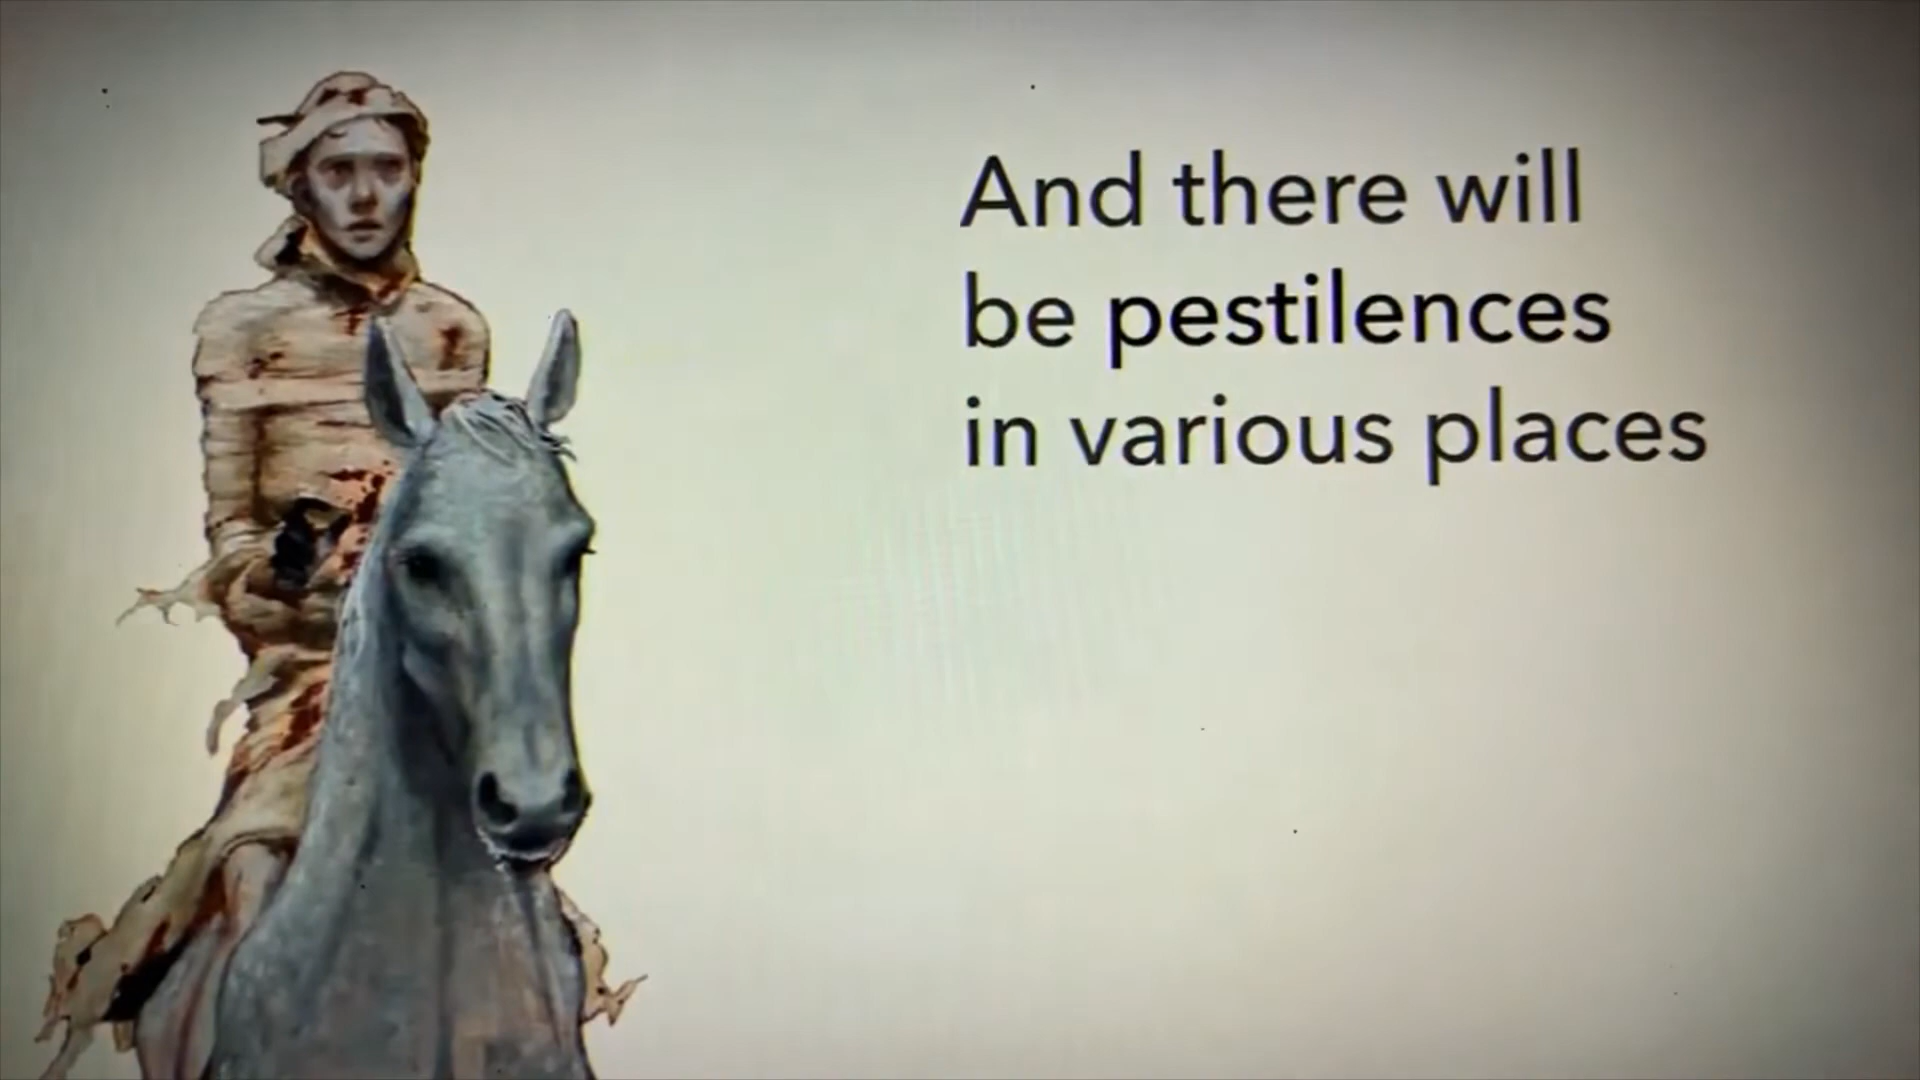 And there will
be pestilences
in various places